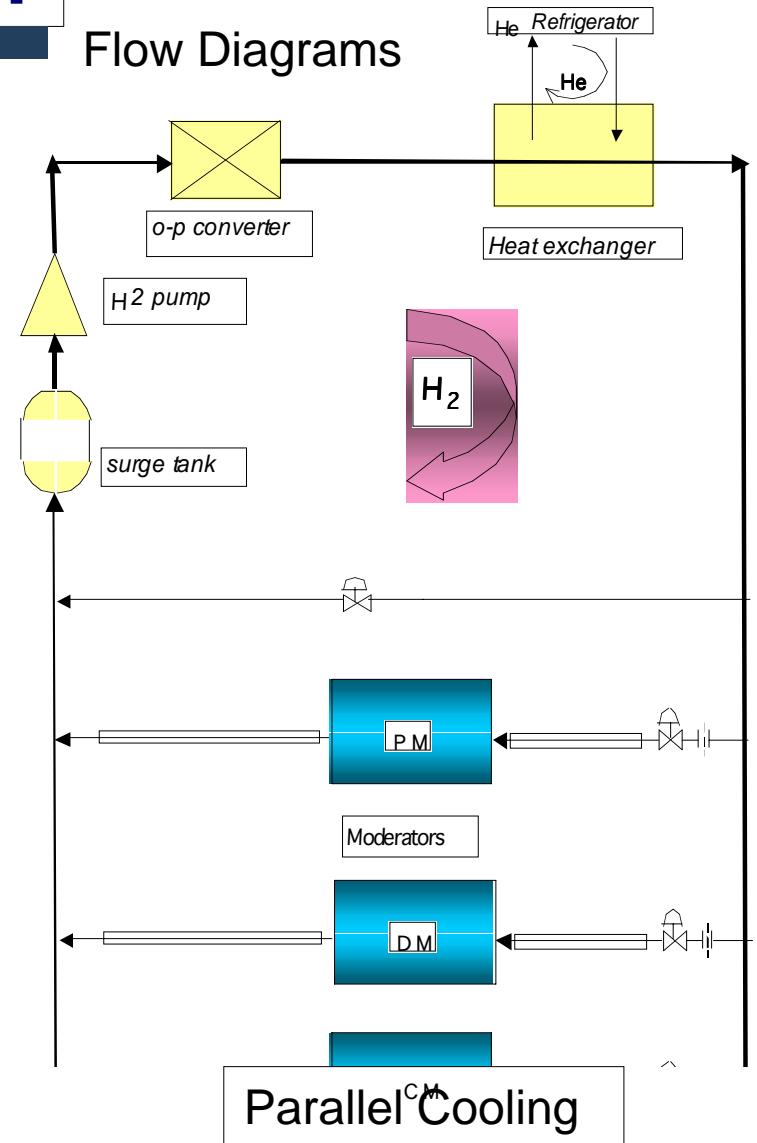 Flow Diagrams
He Refrigerator
He
o-p converter
Heat exchanger
H2 pump
H2
surge tank
PM
Moderators
DM
CM
Parallel Cooling